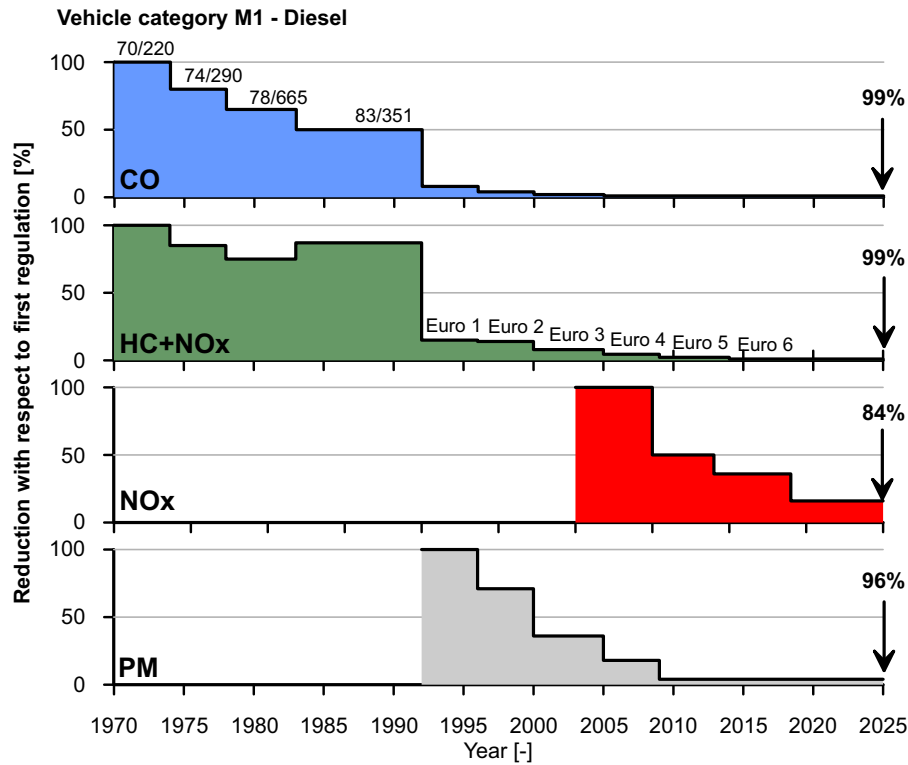 Vehicle category M1 - Diesel
Reduction with respect to first regulation [%]
100
50
0
70/220
74/290
78/665
83/351
99%
CO
100
50
0
Euro 1
Euro 2
Euro 3
Euro 4
Euro 5
Euro 6
99%
HC+NOx
100
50
0
84%
NOx
100
50
0
96%
PM
1970 1975 1980 1985 1990 1995 2000 2005 2010 2015 2020 2025
Year [-]